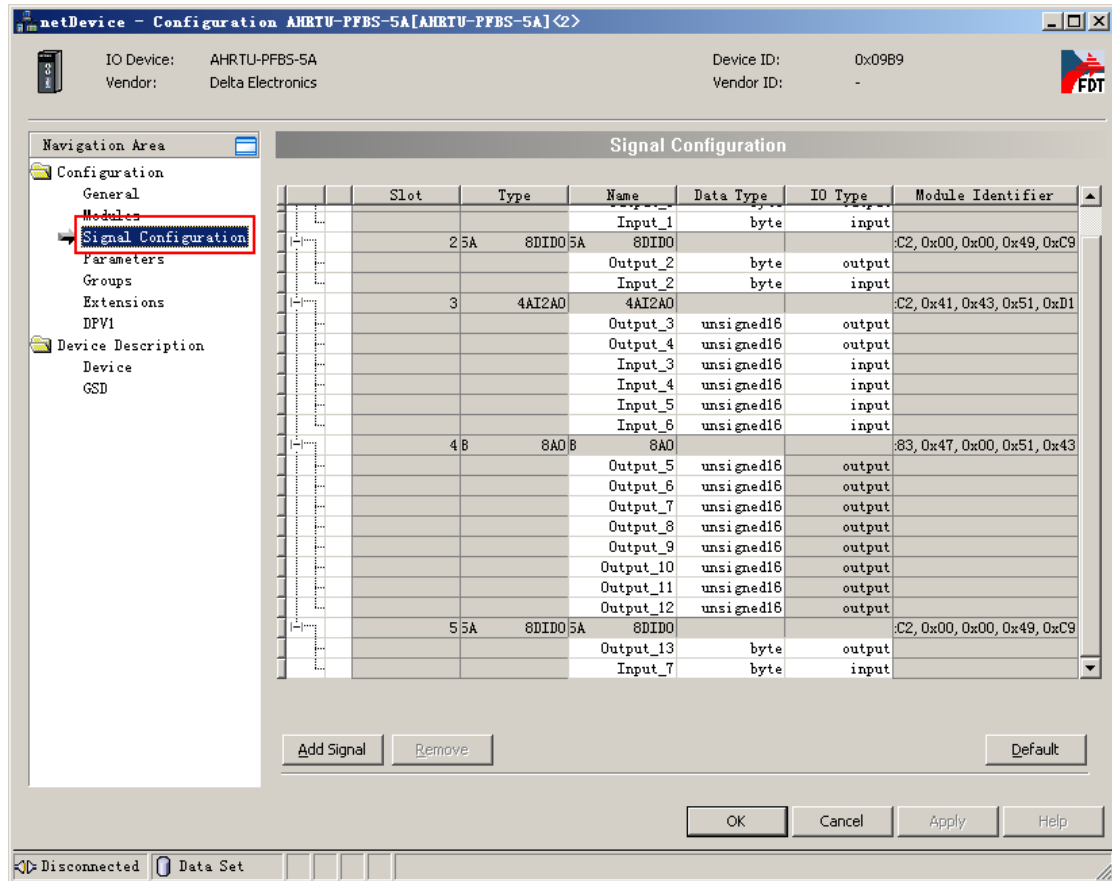 netDevice - Configuration AHRTU-PFBS-5A[AHRTU-PFBS-5A]<2>
IO Device: AHRTU-PFBS-5A Device ID: 0x09B9
Vendor: Delta Electronics Vendor ID: -
FDT
Navigation Area
Configuration
General
Modules
Signal Configuration
Parameters
Groups
Extensions
DPV1
Device Description
Device
GSD
Signal Configuration
Slot Type Name Data Type IO Type Module Identifier
Input_1 byte input
2 5A 8DIDO 5A 8DIDO :C2, 0x00, 0x00, 0x49, 0xC9
Output_2 byte output
Input_2 byte input
3 4AI2AO 4AI2AO :C2, 0x41, 0x43, 0x51, 0xD1
Output_3 unsigned16 output
Output_4 unsigned16 output
Input_3 unsigned16 input
Input_4 unsigned16 input
Input_5 unsigned16 input
Input_6 unsigned16 input
4 B 8AO B 8AO :83, 0x47, 0x00, 0x51, 0x43
Output_5 unsigned16 output
Output_6 unsigned16 output
Output_7 unsigned16 output
Output_8 unsigned16 output
Output_9 unsigned16 output
Output_10 unsigned16 output
Output_11 unsigned16 output
Output_12 unsigned16 output
5 5A 8DIDO 5A 8DIDO :C2, 0x00, 0x00, 0x49, 0xC9
Output_13 byte output
Input_7 byte input
Add Signal Remove Default
OK Cancel Apply Help
Disconnected Data Set